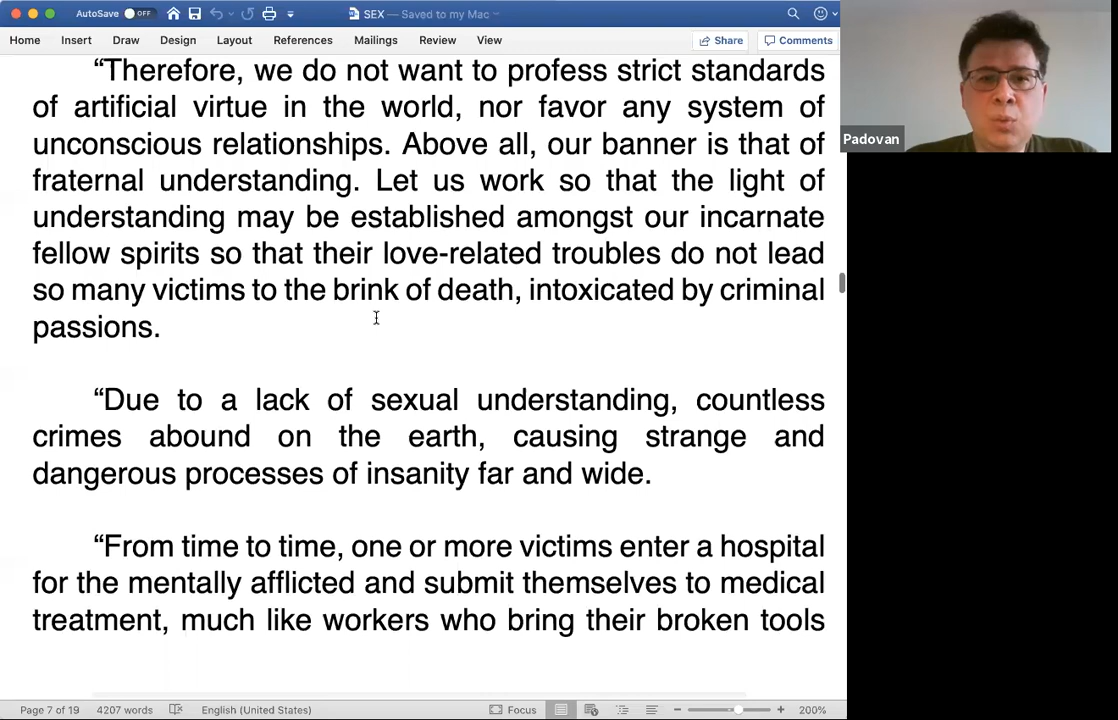 AutoSave OFF SEX — Saved to my Mac
Home Insert Draw Design Layout References Mailings Review View Share Comments
“Therefore, we do not want to profess strict standards
of artificial virtue in the world, nor favor any system of
unconscious relationships. Above all, our banner is that of
fraternal understanding. Let us work so that the light of
understanding may be established amongst our incarnate
fellow spirits so that their love-related troubles do not lead
so many victims to the brink of death, intoxicated by criminal
passions.
“Due to a lack of sexual understanding, countless
crimes abound on the earth, causing strange and
dangerous processes of insanity far and wide.
“From time to time, one or more victims enter a hospital
for the mentally afflicted and submit themselves to medical
treatment, much like workers who bring their broken tools
Page 7 of 19 4207 words English (United States) Focus 200%
Padovan